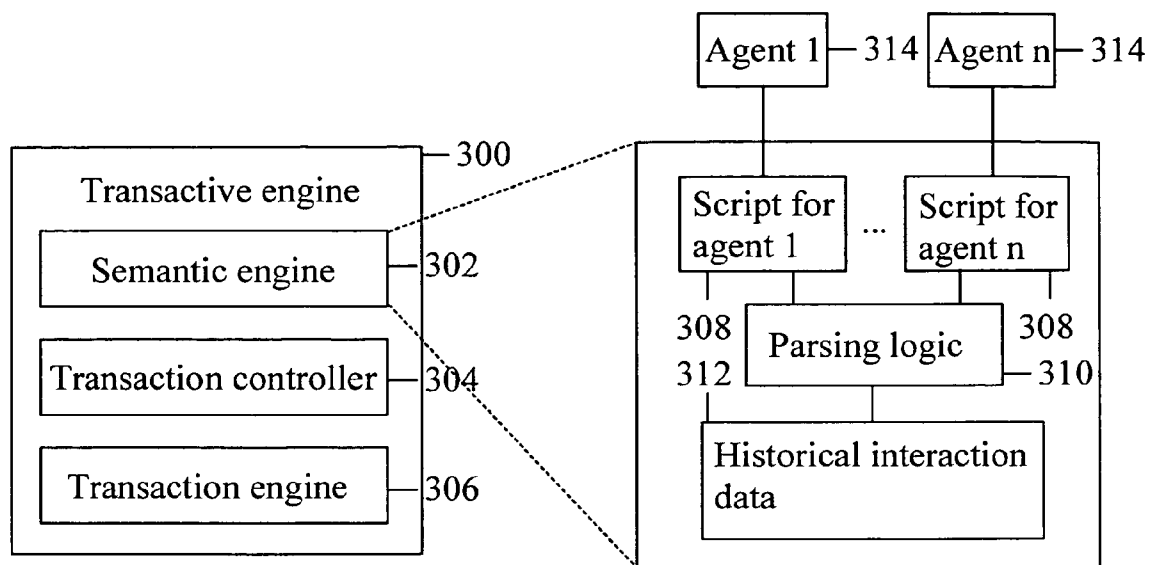 Agent 1
314
Agent n
314
300
Transactive engine
Semantic engine
302
Transaction controller
304
Transaction engine
306
Script for
agent 1
...
Script for
agent n
308
308
312
Parsing logic
310
Historical interaction
data